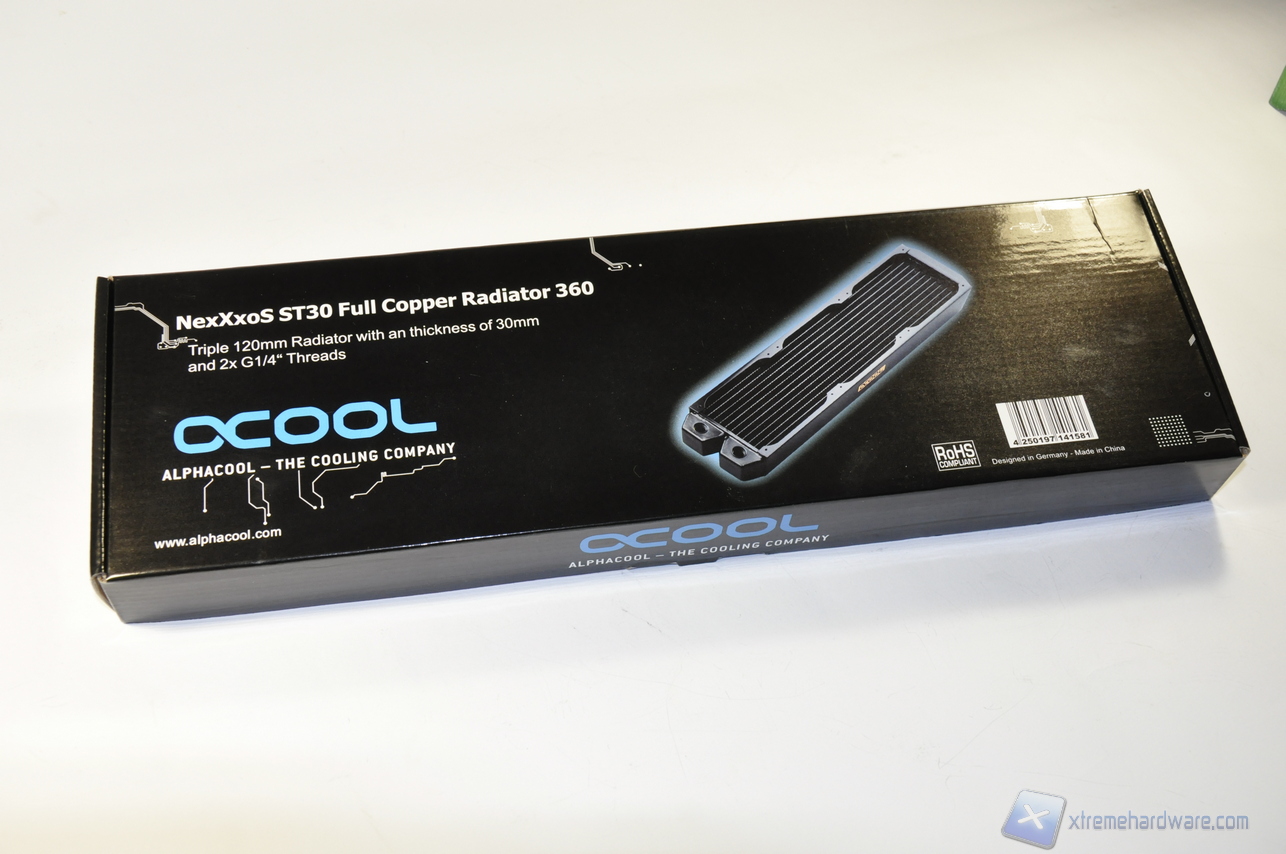 NexXxoS ST30 Full Copper Radiator 360
Triple 120mm Radiator with an thickness of 30mm
and 2x G1/4“ Threads
αCOOL
ALPHACOOL – THE COOLING COMPANY
www.alphacool.com
4 250197 141581
RoHS
COMPLIANT
Designed in Germany - Made in China
αCOOL
ALPHACOOL – THE COOLING COMPANY
xtremehardware.com